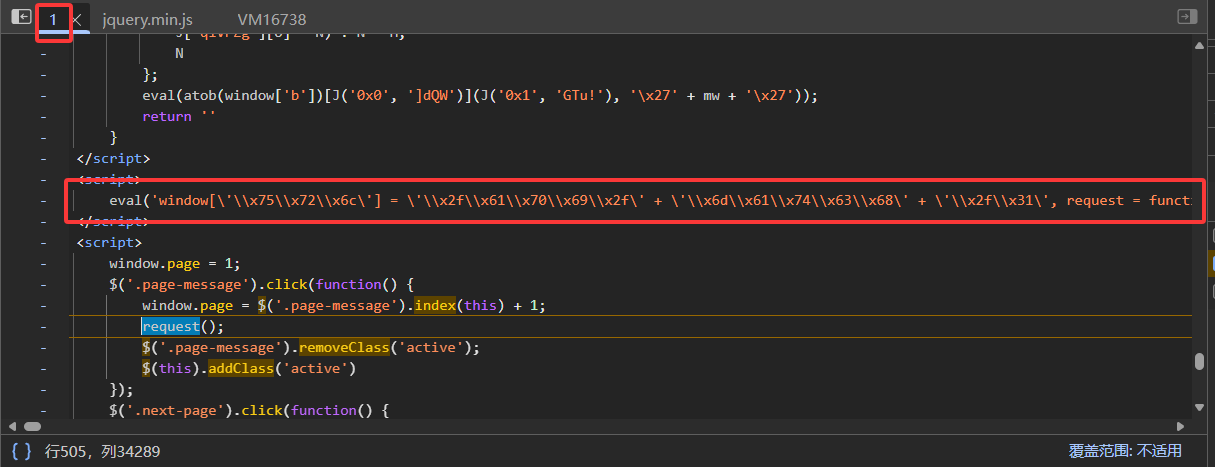 1 × jquery.min.js VM16738
N
};
eval(atob(window['b'])[J('0x0', ']dQW')](J('0x1', 'GTu!'), '\x27' + mw + '\x27'));
return ''
}
</script>
<script>
eval('window[\'\\x75\\x72\\x6c\'] = \'\\x2f\\x61\\x70\\x69\\x2f\' + \'\\x6d\\x61\\x74\\x63\\x68\' + \'\\x2f\\x31\', request = functi
</script>
<script>
window.page = 1;
$('.page-message').click(function() {
window.page = $('.page-message').index(this) + 1;
request();
$('.page-message').removeClass('active');
$(this).addClass('active')
});
$('.next-page').click(function() {
{ } 行505，列34289 覆盖范围: 不适用